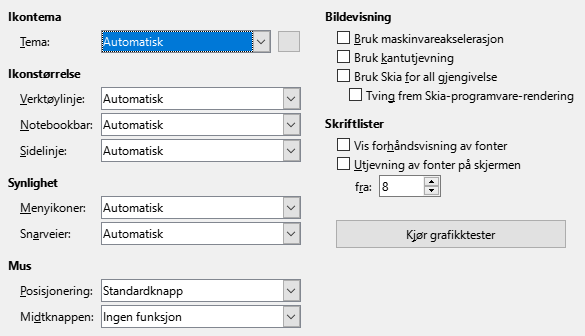 Ikontema
Tema: Automatisk
Ikonstørrelse
Verktøylinje: Automatisk
Notebookbar: Automatisk
Sidelinje: Automatisk
Synlighet
Menyikoner: Automatisk
Snarveier: Automatisk
Mus
Posisjonering: Standardknapp
Midtknappen: Ingen funksjon
Bildevisning
Bruk maskinvareakselerasjon
Bruk kantutjevning
Bruk Skia for all gjengivelse
Tving frem Skia-programvare-rendering
Skriftlister
Vis forhåndsvisning av fonter
Utjevning av fonter på skjermen
fra: 8
Kjør grafikktester